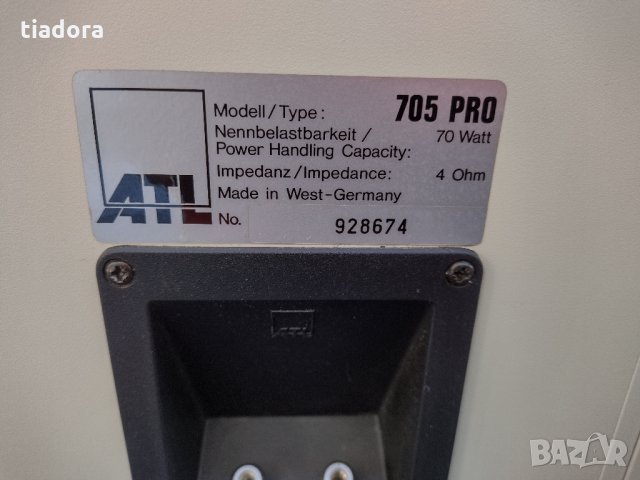 tiadora
Modell/Type: 705 PRO
Nennbelastbarkeit / 70 Watt
Power Handling Capacity:
Impedanz/Impedance: 4 Ohm
Made in West-Germany
No. 928674
ATL
BAZAR